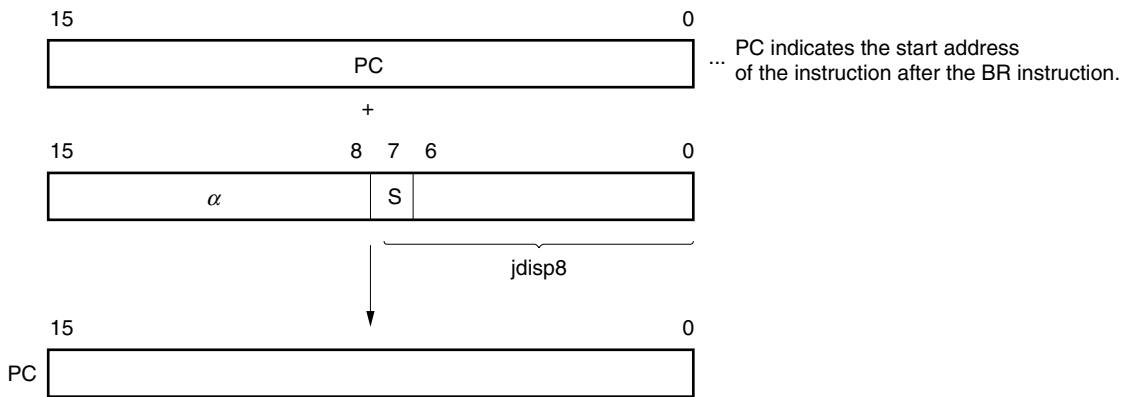 15 0
PC
... PC indicates the start address
of the instruction after the BR instruction.
+
15 8 7 6 0
α S
jdisp8
15 0
PC